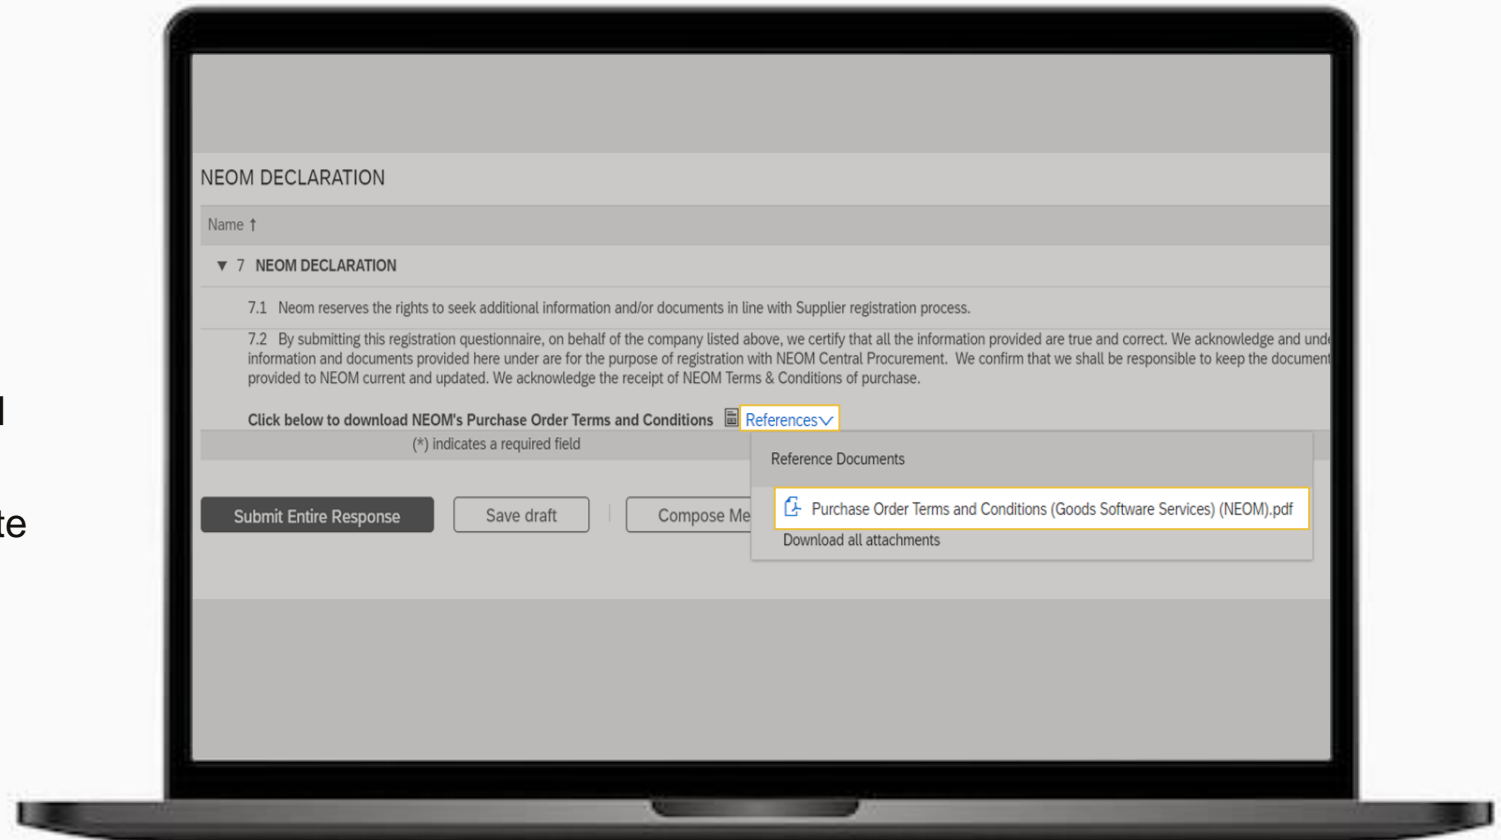 NEOM DECLARATION
Name ↑
▼ 7 NEOM DECLARATION
7.1 Neom reserves the rights to seek additional information and/or documents in line with Supplier registration process.
7.2 By submitting this registration questionnaire, on behalf of the company listed above, we certify that all the information provided are true and correct. We acknowledge and unde
information and documents provided here under are for the purpose of registration with NEOM Central Procurement. We confirm that we shall be responsible to keep the document
provided to NEOM current and updated. We acknowledge the receipt of NEOM Terms & Conditions of purchase.
Click below to download NEOM's Purchase Order Terms and Conditions References
(*) indicates a required field
Reference Documents
Purchase Order Terms and Conditions (Goods Software Services) (NEOM).pdf
Download all attachments
Submit Entire Response Save draft Compose Me
te